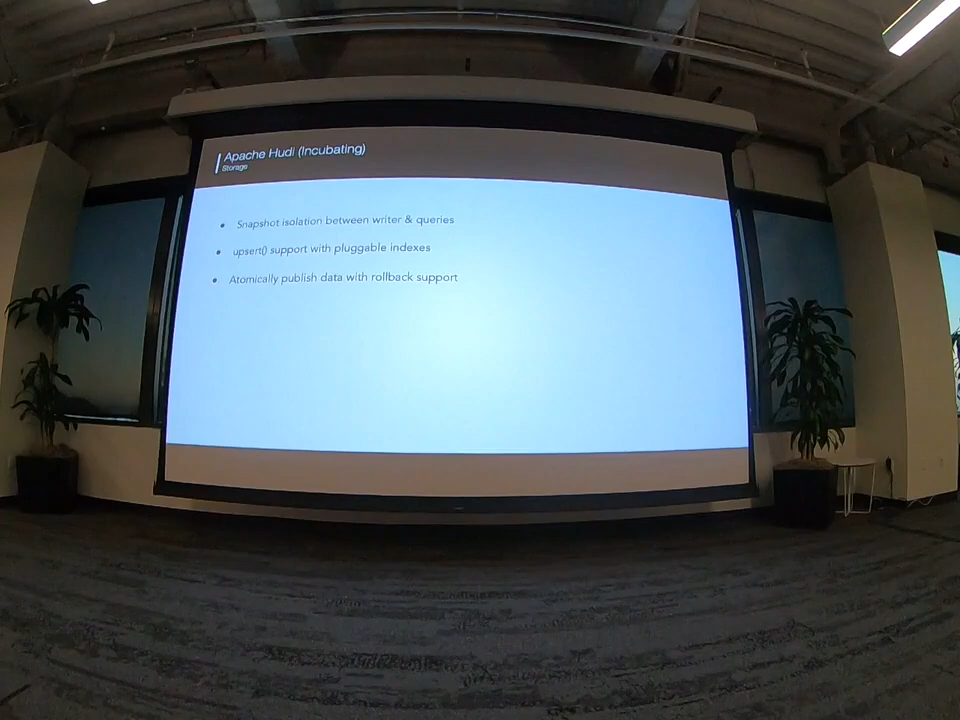 Apache Hudi (Incubating)
Storage
• Snapshot isolation between writer & queries
• upsert() support with pluggable indexes
• Atomically publish data with rollback support